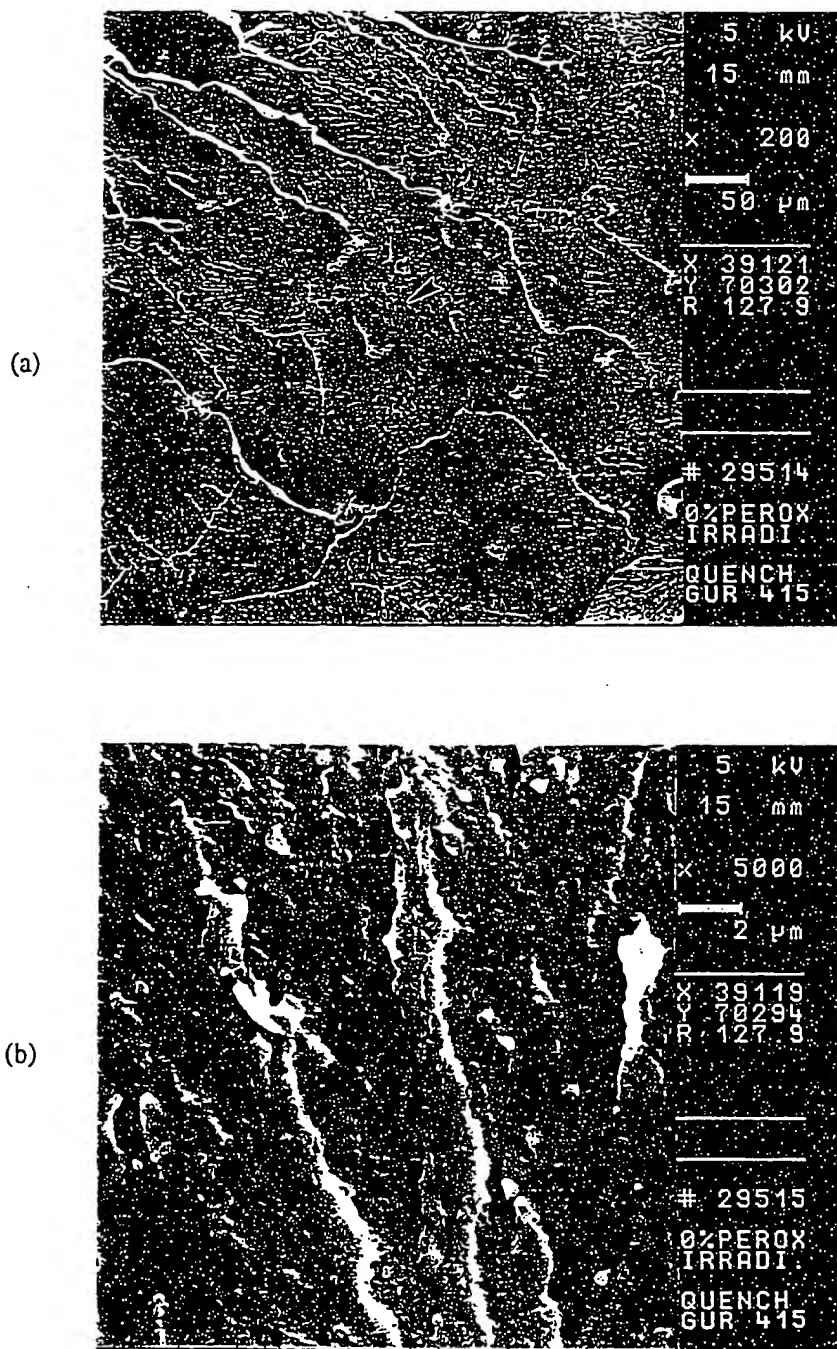 (a)
5 kV
15 mm
x 200
50 µm
X 39121
Y 70302
R 127.9
# 29514
0%PEROX
IRRADI.
QUENCH
GUR 415
(b)
5 kV
15 mm
x 5000
2 µm
X 39119
Y 70294
R 127.9
# 29515
0%PEROX
IRRADI.
QUENCH
GUR 415